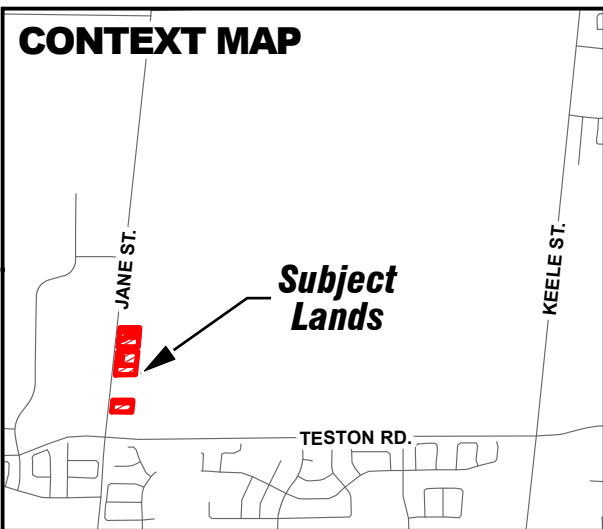 CONTEXT MAP
JANE ST.
KEELE ST.
Subject
Lands
TESTON RD.